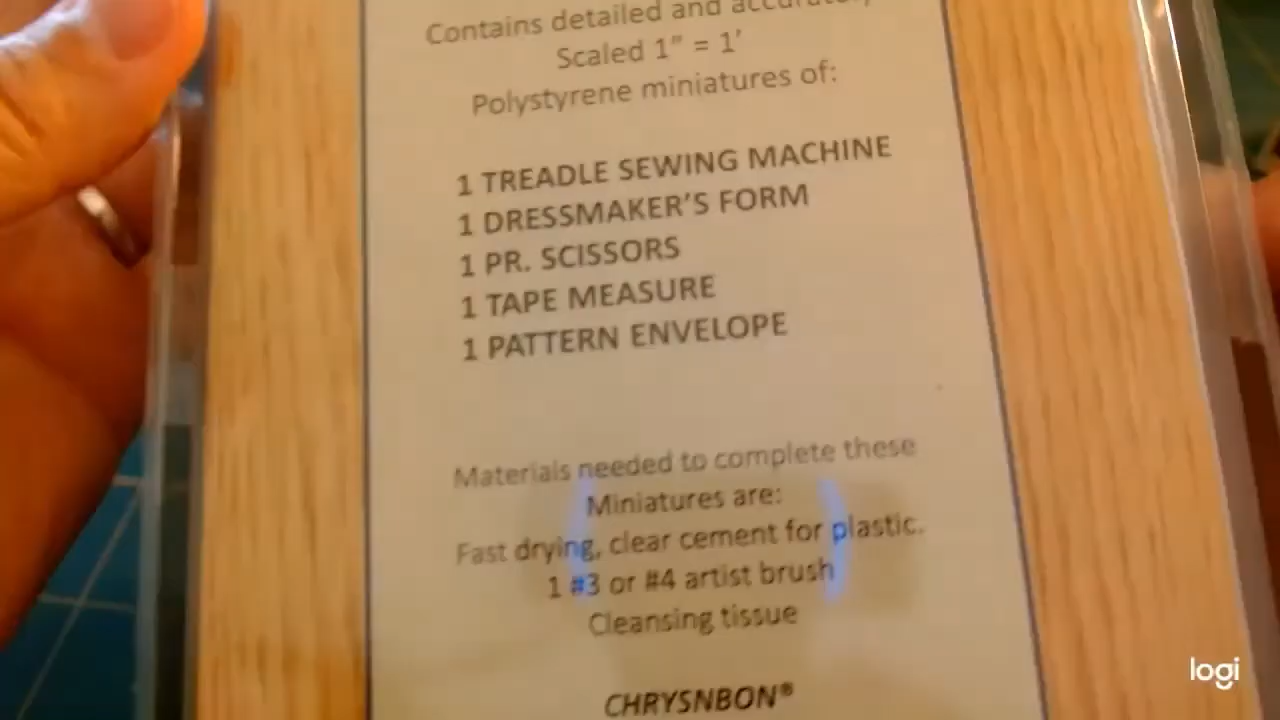 Contains detailed and accurately
Scaled 1" = 1'
Polystyrene miniatures of:
1 TREADLE SEWING MACHINE
1 DRESSMAKER'S FORM
1 PR. SCISSORS
1 TAPE MEASURE
1 PATTERN ENVELOPE
Materials needed to complete these
Miniatures are:
Fast drying, clear cement for plastic.
1 #3 or #4 artist brush
Cleansing tissue
CHRYSNBON®
logi